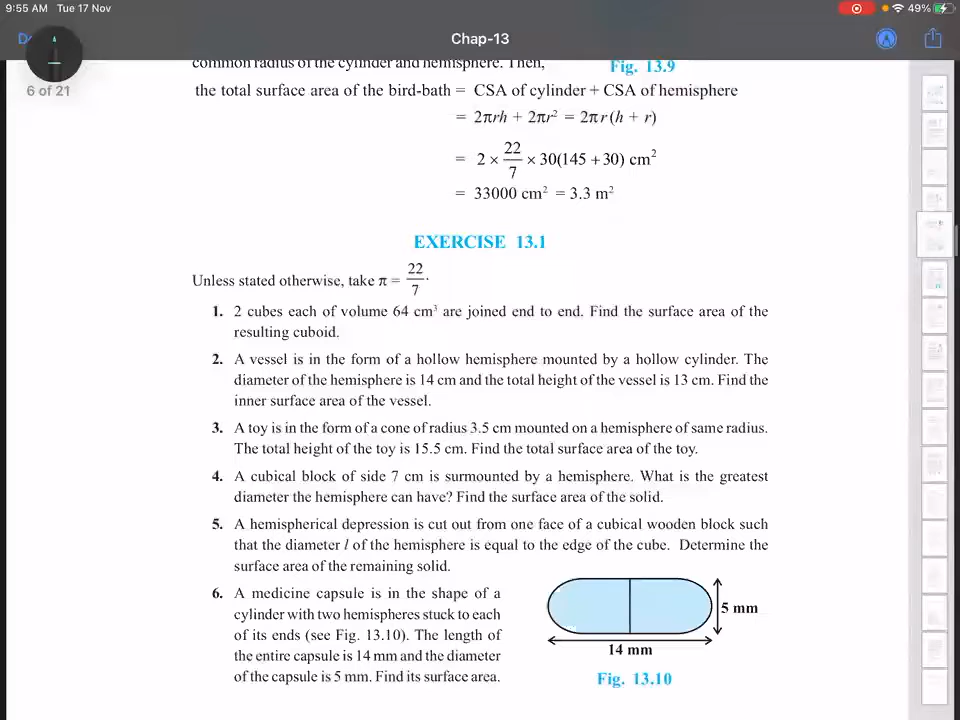 9:55 AM Tue 17 Nov
49%
Chap-13
6 of 21
common radius of the cylinder and hemisphere. Then,
Fig. 13.9
the total surface area of the bird-bath = CSA of cylinder + CSA of hemisphere
= 2πrh + 2πr² = 2πr(h + r)
= 2 × 22/7 × 30(145 + 30) cm²
= 33000 cm² = 3.3 m²
EXERCISE 13.1
Unless stated otherwise, take π = 22/7.
1. 2 cubes each of volume 64 cm³ are joined end to end. Find the surface area of the
resulting cuboid.
2. A vessel is in the form of a hollow hemisphere mounted by a hollow cylinder. The
diameter of the hemisphere is 14 cm and the total height of the vessel is 13 cm. Find the
inner surface area of the vessel.
3. A toy is in the form of a cone of radius 3.5 cm mounted on a hemisphere of same radius.
The total height of the toy is 15.5 cm. Find the total surface area of the toy.
4. A cubical block of side 7 cm is surmounted by a hemisphere. What is the greatest
diameter the hemisphere can have? Find the surface area of the solid.
5. A hemispherical depression is cut out from one face of a cubical wooden block such
that the diameter l of the hemisphere is equal to the edge of the cube. Determine the
surface area of the remaining solid.
6. A medicine capsule is in the shape of a
cylinder with two hemispheres stuck to each
of its ends (see Fig. 13.10). The length of
the entire capsule is 14 mm and the diameter
of the capsule is 5 mm. Find its surface area.
5 mm
14 mm
Fig. 13.10